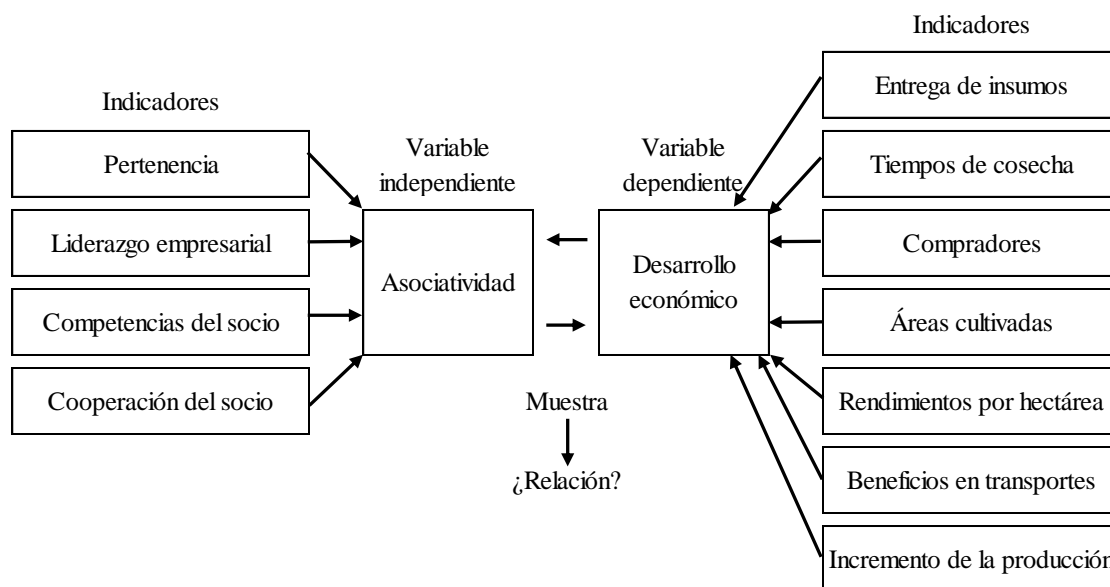 Indicadores
Pertenencia
Liderazgo empresarial
Competencias del socio
Cooperación del socio
Variable
independiente
Asociatividad
Variable
dependiente
Desarrollo
económico
Muestra
¿Relación?
Indicadores
Entrega de insumos
Tiempos de cosecha
Compradores
Áreas cultivadas
Rendimientos por hectárea
Beneficios en transportes
Incremento de la producción